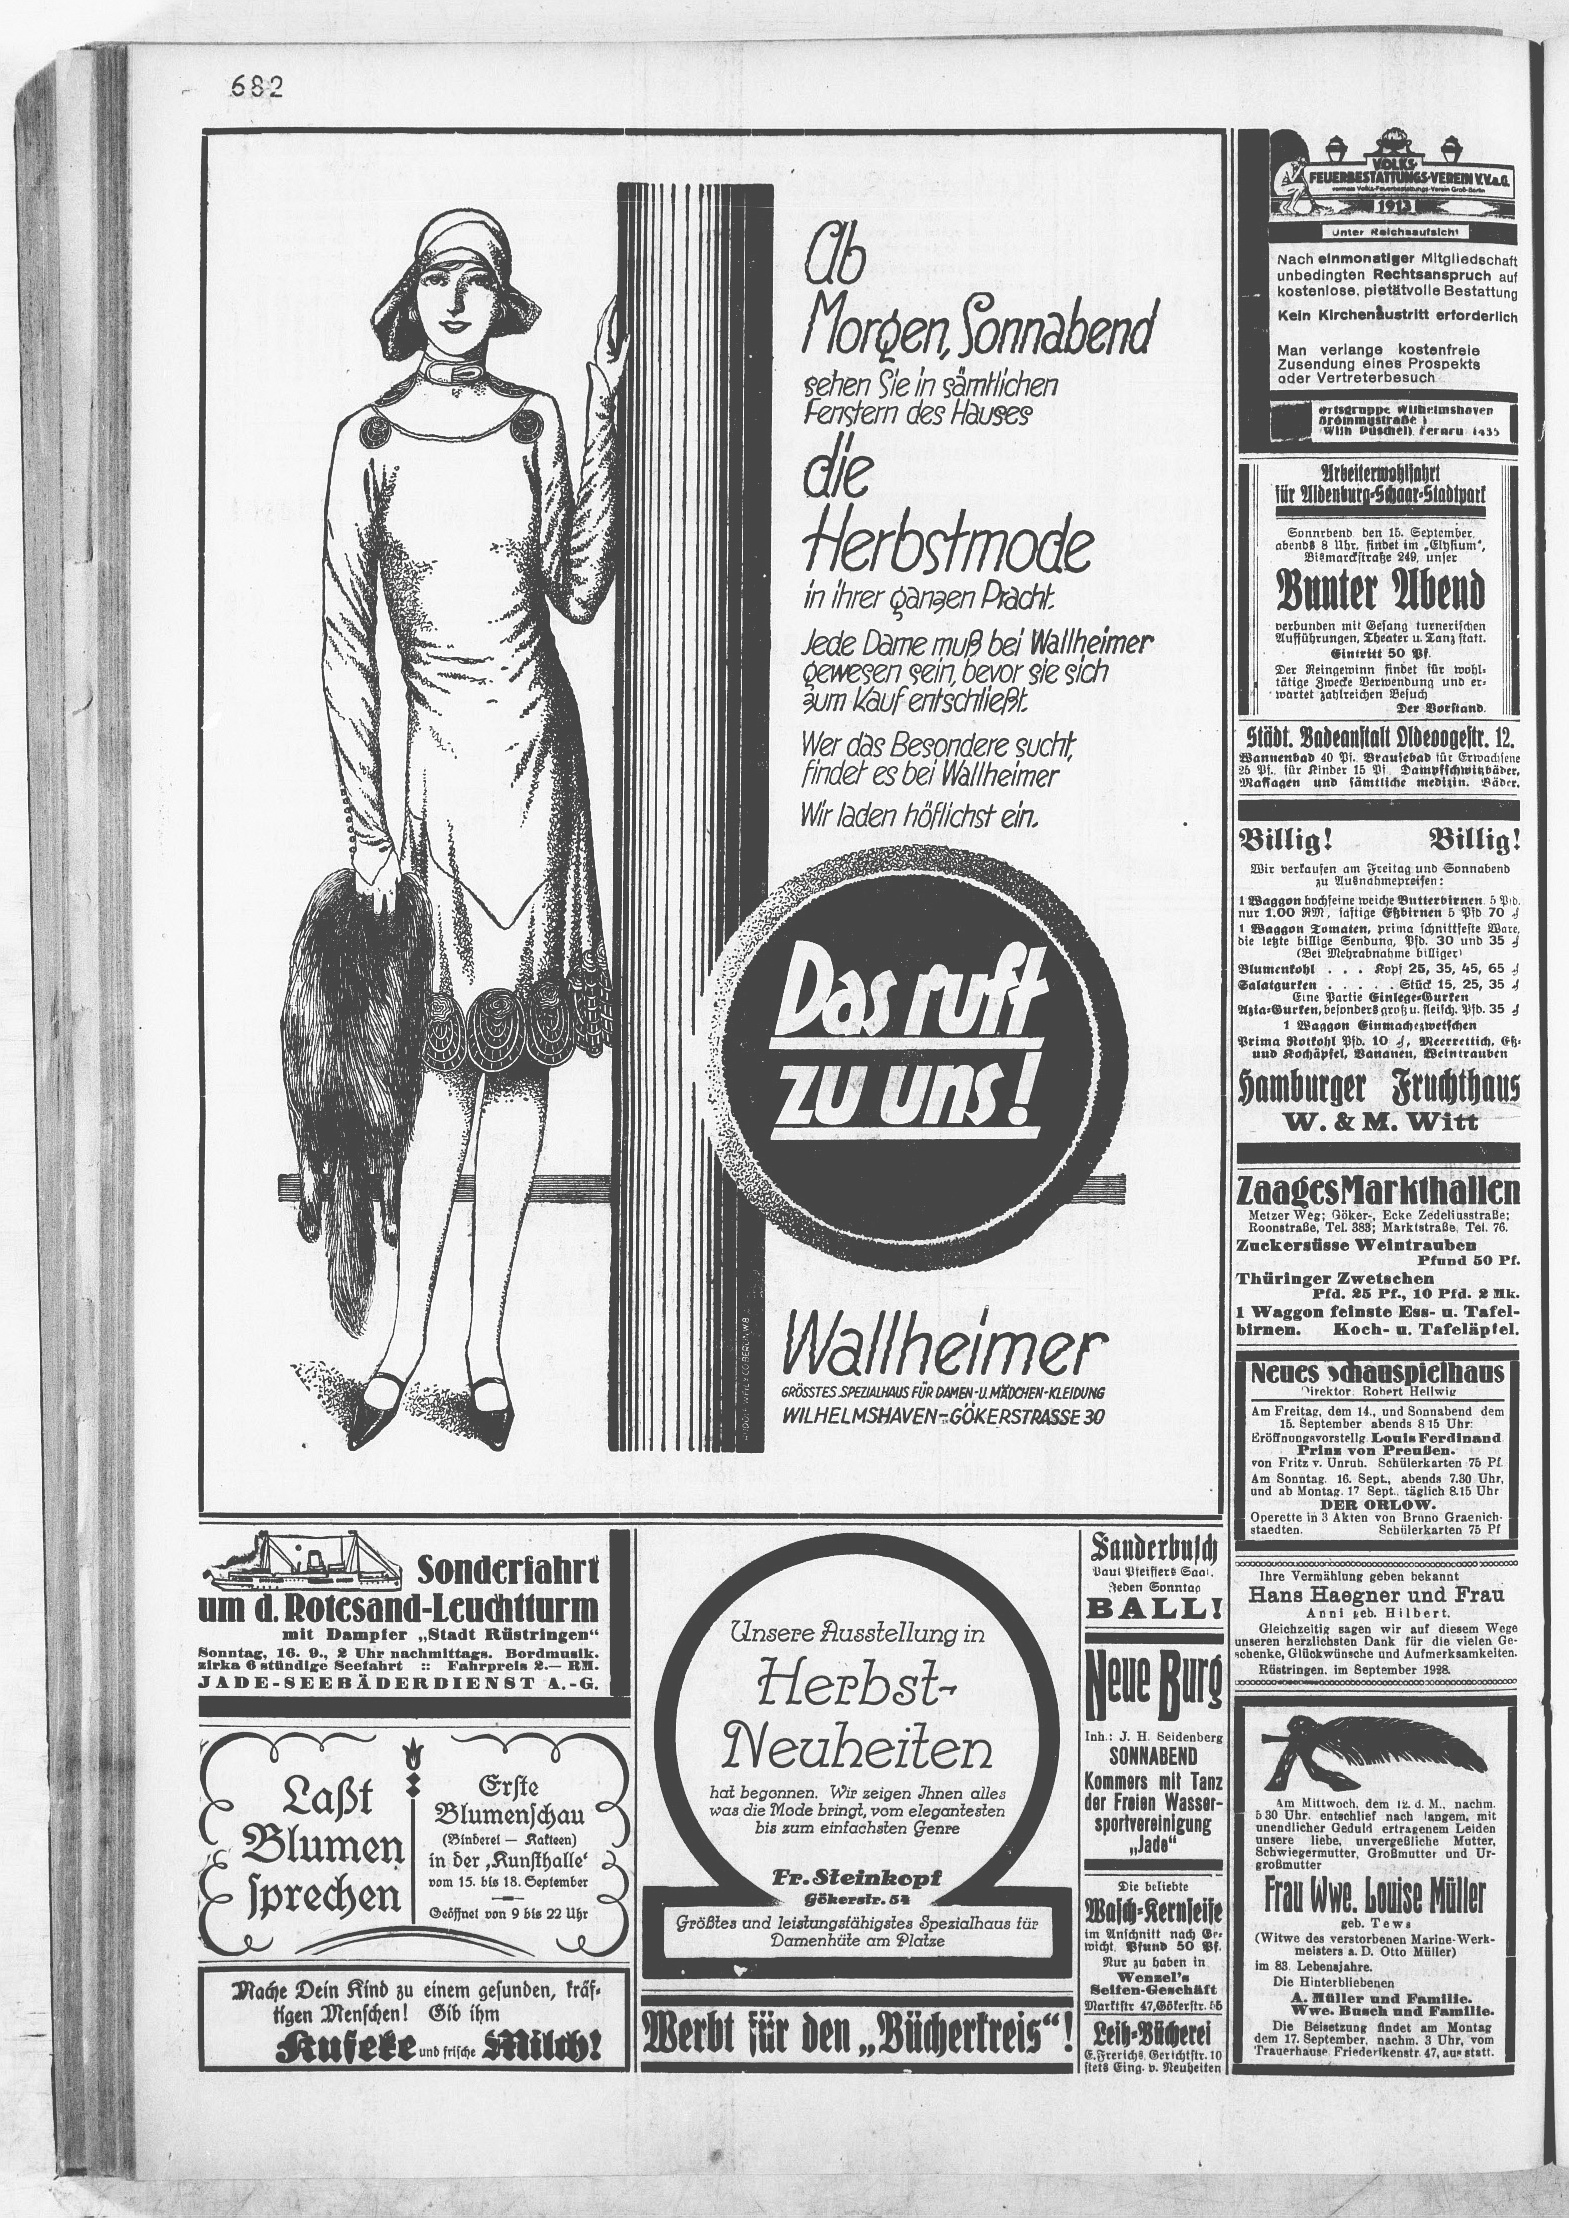 682
Ab
Morgen, Sonnabend
sehen Sie in sämtlichen
Fenstern des Hauses
die
Herbstmode
in ihrer ganzen Pracht.
Jede Dame muß bei Wallheimer
gewesen sein, bevor sie sich
zum Kauf entschließt.
Wer das Besondere sucht,
findet es bei Wallheimer
Wir laden höflichst ein.
Das ruft
zu uns!
Wallheimer
GRÖSSTES SPEZIALHAUS FÜR DAMEN-U. MÄDCHEN-KLEIDUNG
WILHELMSHAVEN-GÖKERSTRASSE 30
Sonderfahrt
um d. Rotesand-Leuchtturm
mit Dampfer „Stadt Rüstringen“
Sonntag, 16. 9., 2 Uhr nachmittags. Bordmusik.
zirka 6 stündige Seefahrt :: Fahrpreis 2.— RM.
JADE-SEEBÄDERDIENST A.-G.
Laßt
Blumen
sprechen
Erste
Blumenschau
(Binderei — Kakteen)
in der ‚Kunsthalle‘
vom 15. bis 18. September
Geöffnet von 9 bis 22 Uhr
Mache Dein Kind zu einem gesunden, kräf-
tigen Menschen! Gib ihm
Kufeke und frische Milch!
Unsere Ausstellung in
Herbst-
Neuheiten
hat begonnen. Wir zeigen Ihnen alles
was die Mode bringt, vom elegantesten
bis zum einfachsten Genre
Fr. Steinkopf
Gökerstr. 54
Größtes und leistungsfähigstes Spezialhaus für
Damenhüte am Platze
Werbt für den „Bücherkreis“!
Sanderbusch
Paul Pfeiffers Saal.
Jeden Sonntag
BALL!
Neue Burg
Inh.: J. H. Seidenberg
SONNABEND
Kommers mit Tanz
der Freien Wasser-
sportvereinigung
„Jade“
Die beliebte
Wasch-Kernseife
im Anschnitt nach Ge-
wicht, Pfund 50 Pf.
Nur zu haben in
Wenzel's
Seifen-Geschäft
Marktstr 47, Gökerstr. 55
Leih-Bücherei
E. Frerichs, Gerichtstr. 10
stets Eing. v. Neuheiten
VOLKS-
FEUERBESTATTUNGS-VEREIN V.V.a.G.
vormals Volks-Feuerbestattungs-Verein Groß-Berlin
1913
Unter Reichsaufsicht
Nach einmonatiger Mitgliedschaft
unbedingten Rechtsanspruch auf
kostenlose, pietätvolle Bestattung
Kein Kirchenaustritt erforderlich
Man verlange kostenfreie
Zusendung eines Prospekts
oder Vertreterbesuch
Ortsgruppe Wilhelmshaven
Brommystraße
Wilh Püschel, Fernru 1435
Arbeiterwohlfahrt
für Aldenburg-Schaar-Stadtpark
Sonnabend, den 15. September,
abends 8 Uhr, findet im „Elysium“,
Bismarckstraße 249, unser
Bunter Abend
verbunden mit Gesang turnerischen
Aufführungen, Theater u. Tanz statt.
Eintritt 50 Pf.
Der Reingewinn findet für wohl-
tätige Zwecke Verwendung und er-
wartet zahlreichen Besuch
Der Vorstand.
Städt. Badeanstalt Oldeoogestr. 12.
Wannenbad 40 Pf. Brausebad für Erwachsene
25 Pf., für Kinder 15 Pf. Dampfschwitzbäder,
Massagen und sämtliche medizin. Bäder.
Billig! Billig!
Wir verkaufen am Freitag und Sonnabend
zu Ausnahmepreisen:
1 Waggon hochfeine weiche Butterbirnen 5 Pfd.
nur 1.00 RM, saftige Eßbirnen 5 Pfd 70 ₰
1 Waggon Tomaten, prima schnittfeste Ware,
die letzte billige Sendung, Pfd. 30 und 35 ₰
(Bei Mehrabnahme billiger)
Blumenkohl . . . Kopf 25, 35, 45, 65 ₰
Salatgurken . . . . . Stück 15, 25, 35 ₰
Eine Partie Einlege-Gurken
Azia-Gurken, besonders groß u. fleisch. Pfd. 35 ₰
1 Waggon Einmachezwetschen
Prima Rotkohl Pfd. 10 ₰, Meerrettich, Eß-
und Kochäpfel, Bananen, Weintrauben
Hamburger Fruchthaus
W. & M. Witt
Zaages Markthallen
Metzer Weg; Göker-, Ecke Zedeliusstraße;
Roonstraße, Tel. 383; Marktstraße, Tel. 76.
Zuckersüsse Weintrauben
Pfund 50 Pf.
Thüringer Zwetschen
Pfd. 25 Pf., 10 Pfd. 2 Mk.
1 Waggon feinste Ess- u. Tafel-
birnen. Koch- u. Tafeläpfel.
Neues Schauspielhaus
Direktor: Robert Hellwig
Am Freitag, dem 14., und Sonnabend dem
15. September abends 8 15 Uhr:
Eröffnungsvorstellg. Louis Ferdinand
Prinz von Preußen.
von Fritz v. Unruh. Schülerkarten 75 Pf.
Am Sonntag, 16. Sept., abends 7.30 Uhr,
und ab Montag, 17 Sept., täglich 8.15 Uhr
DER ORLOW.
Operette in 3 Akten von Bruno Graenich-
staedten. Schülerkarten 75 Pf
Ihre Vermählung geben bekannt
Hans Haegner und Frau
Anni geb. Hilbert.
Gleichzeitig sagen wir auf diesem Wege
unseren herzlichsten Dank für die vielen Ge-
schenke, Glückwünsche und Aufmerksamkeiten.
Rüstringen, im September 1928.
Am Mittwoch, dem 12. d. M., nachm.
5 30 Uhr, entschlief nach langem, mit
unendlicher Geduld ertragenem Leiden
unsere liebe, unvergeßliche Mutter,
Schwiegermutter, Großmutter und Ur-
großmutter
Frau Wwe. Louise Müller
geb. Tews
(Witwe des verstorbenen Marine-Werk-
meisters a. D. Otto Müller)
im 83. Lebensjahre.
Die Hinterbliebenen
A. Müller und Familie.
Wwe. Busch und Familie.
Die Beisetzung findet am Montag
dem 17. September, nachm. 3 Uhr, vom
Trauerhause, Friederikenstr. 47, aus statt.